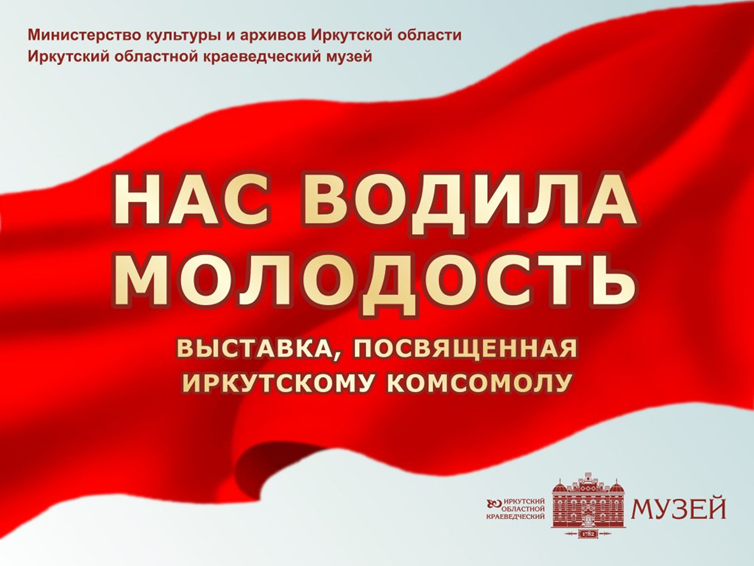 Министерство культуры и архивов Иркутской области
Иркутский областной краеведческий музей
НАС ВОДИЛА
МОЛОДОСТЬ
ВЫСТАВКА, ПОСВЯЩЕННАЯ
ИРКУТСКОМУ КОМСОМОЛУ
ИРКУТСКИЙ
ОБЛАСТНОЙ
КРАЕВЕДЧЕСКИЙ
МУЗЕЙ
1782